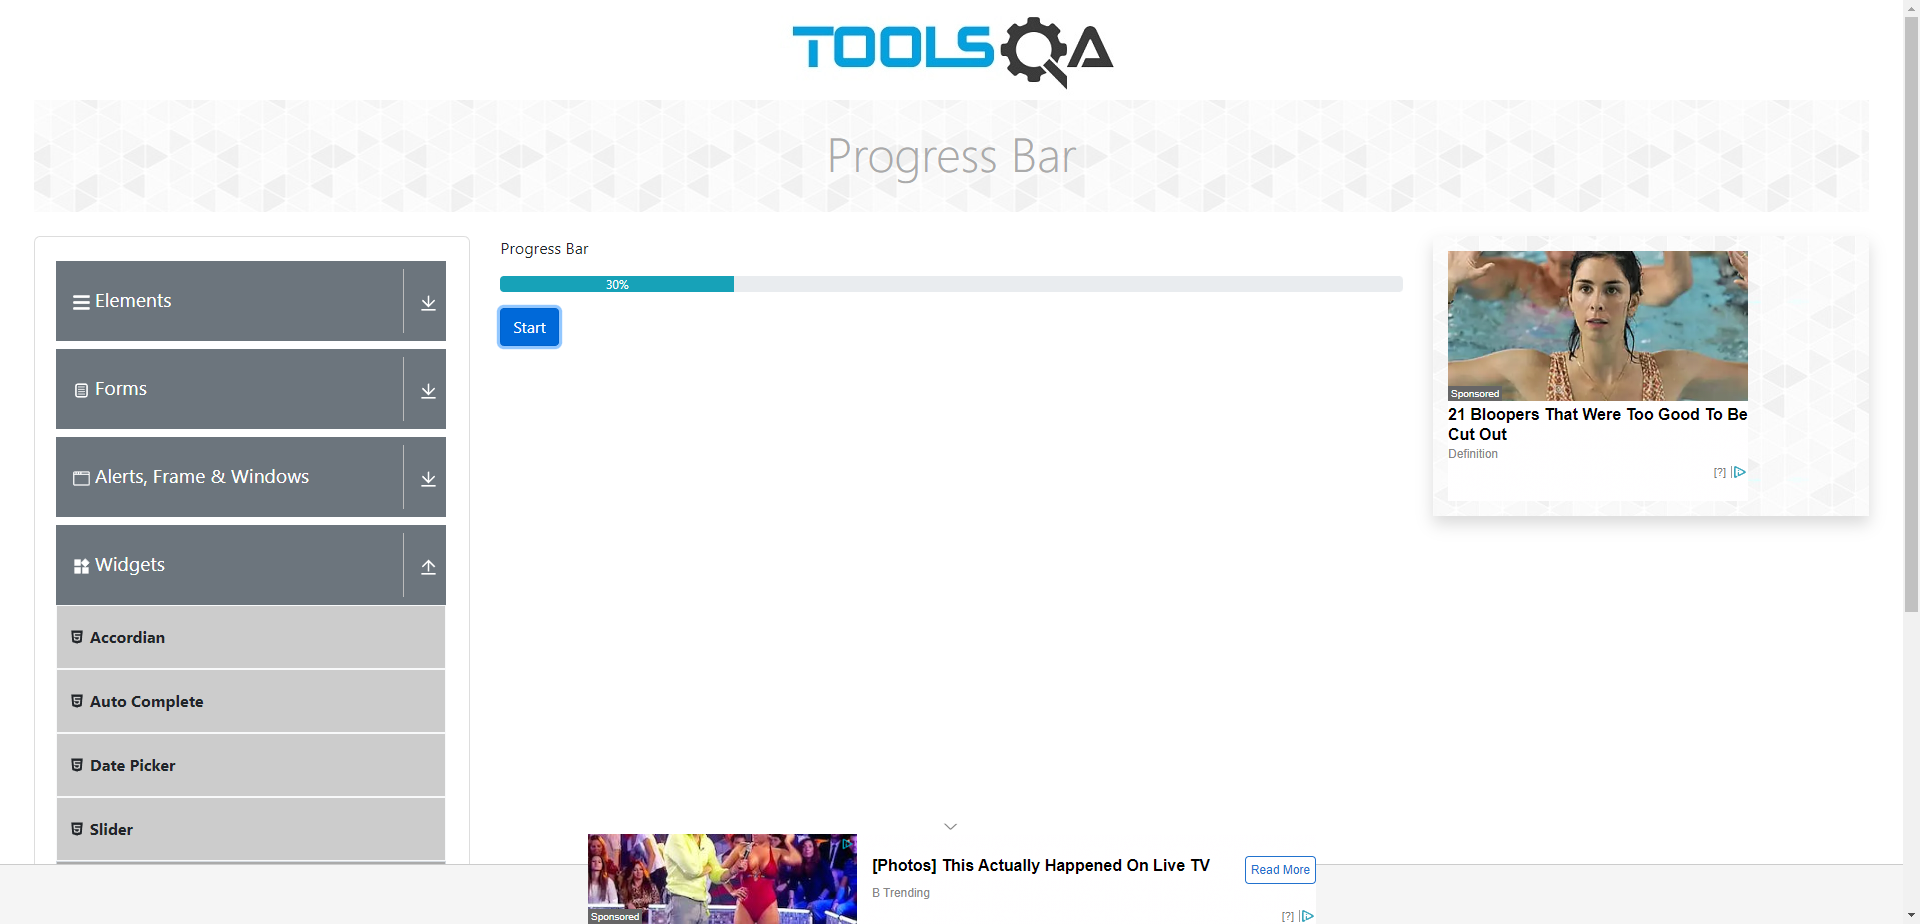 TOOLSQA
Progress Bar
Elements
Forms
Alerts, Frame & Windows
Widgets
Accordian
Auto Complete
Date Picker
Slider
Progress Bar
30%
Start
Sponsored
21 Bloopers That Were Too Good To Be
Cut Out
Definition
[?]
Sponsored
[Photos] This Actually Happened On Live TV
B Trending
Read More
[?]